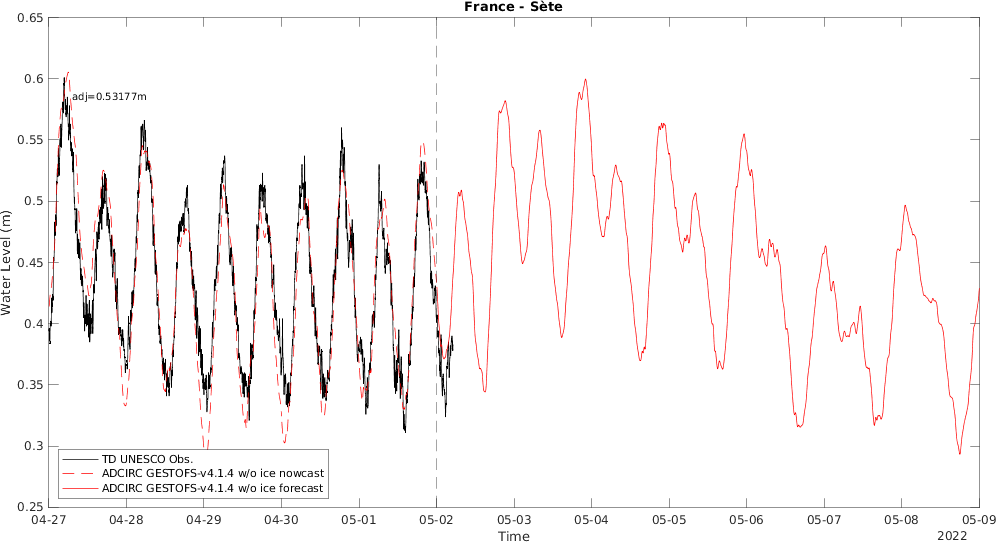 France - Sète
0.65
0.6
0.55
0.5
0.45
0.4
0.35
0.3
0.25
Water Level (m)
adj=0.53177m
TD UNESCO Obs.
ADCIRC GESTOFS-v4.1.4 w/o ice nowcast
ADCIRC GESTOFS-v4.1.4 w/o ice forecast
04-27 04-28 04-29 04-30 05-01 05-02 05-03 05-04 05-05 05-06 05-07 05-08 05-09
Time
2022